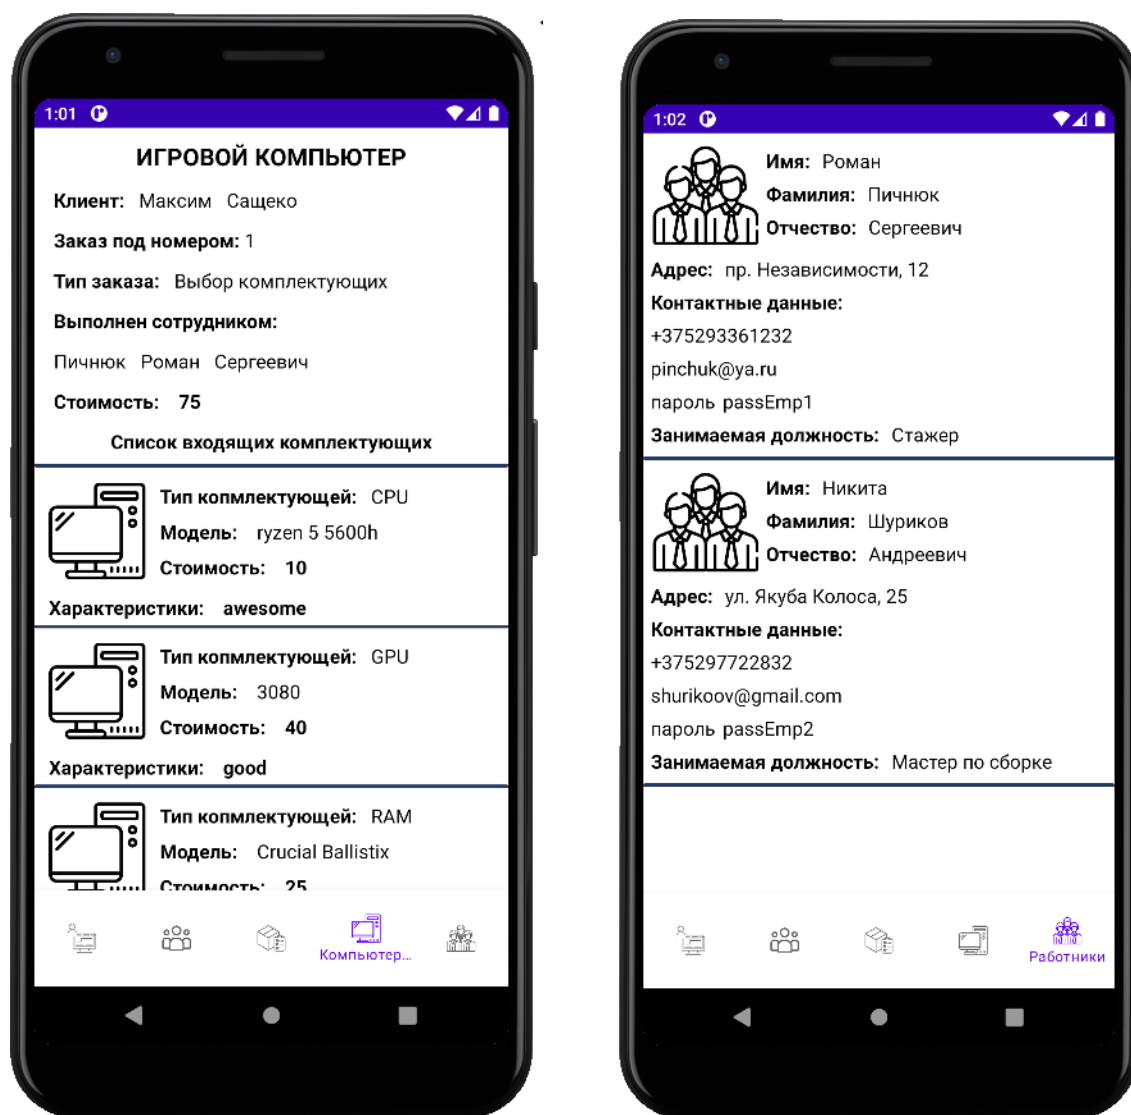 1:01
ИГРОВОЙ КОМПЬЮТЕР
Клиент: Максим Сащеко
Заказ под номером: 1
Тип заказа: Выбор комплектующих
Выполнен сотрудником:
Пичнюк Роман Сергеевич
Стоимость: 75
Список входящих комплектующих
Тип копмлектующей: CPU
Модель: ryzen 5 5600h
Стоимость: 10
Характеристики: awesome
Тип копмлектующей: GPU
Модель: 3080
Стоимость: 40
Характеристики: good
Тип копмлектующей: RAM
Модель: Crucial Ballistix
Стоимость: 25
Компьютер...
1:02
Имя: Роман
Фамилия: Пичнюк
Отчество: Сергеевич
Адрес: пр. Независимости, 12
Контактные данные:
+375293361232
pinchuk@ya.ru
пароль passEmp1
Занимаемая должность: Стажер
Имя: Никита
Фамилия: Шуриков
Отчество: Андреевич
Адрес: ул. Якуба Колоса, 25
Контактные данные:
+375297722832
shurikoov@gmail.com
пароль passEmp2
Занимаемая должность: Мастер по сборке
Работники